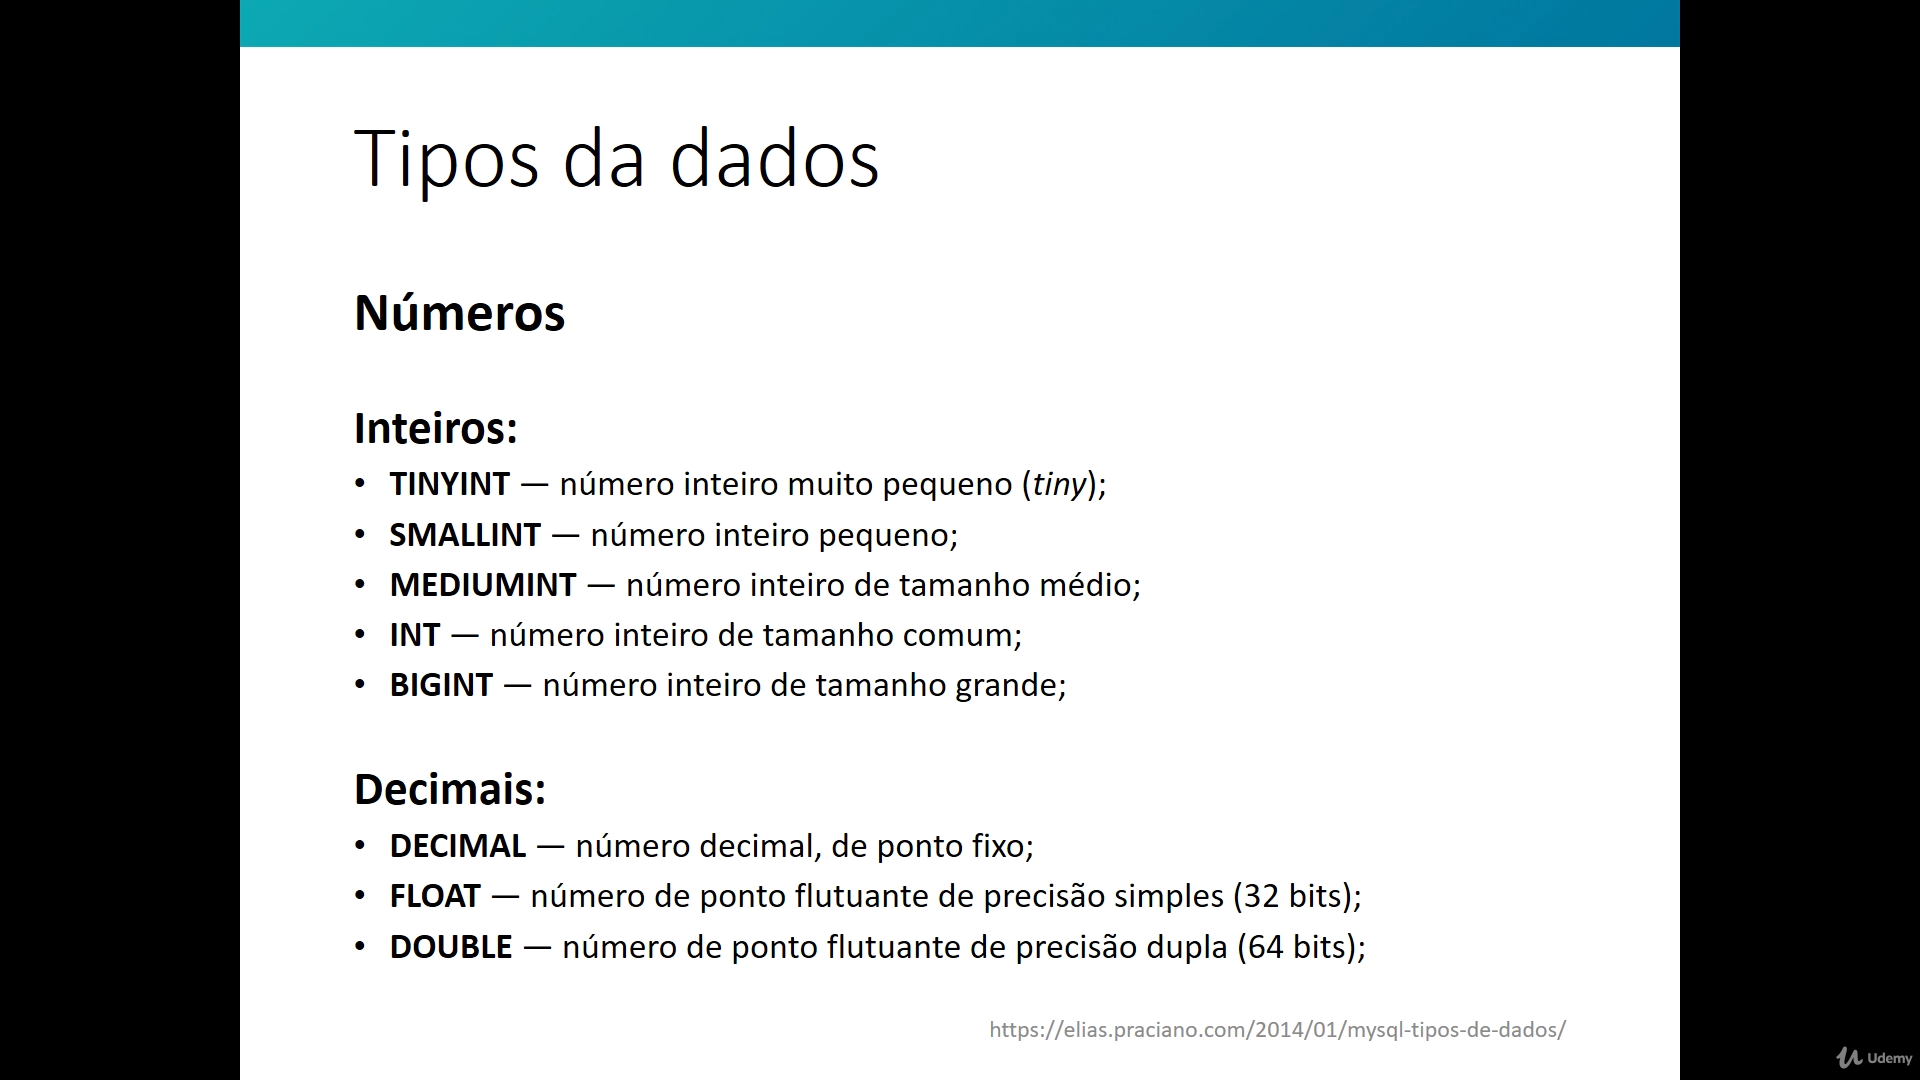 Tipos da dados
Números
Inteiros:
• TINYINT — número inteiro muito pequeno (tiny);
• SMALLINT — número inteiro pequeno;
• MEDIUMINT — número inteiro de tamanho médio;
• INT — número inteiro de tamanho comum;
• BIGINT — número inteiro de tamanho grande;
Decimais:
• DECIMAL — número decimal, de ponto fixo;
• FLOAT — número de ponto flutuante de precisão simples (32 bits);
• DOUBLE — número de ponto flutuante de precisão dupla (64 bits);
https://elias.praciano.com/2014/01/mysql-tipos-de-dados/
Udemy